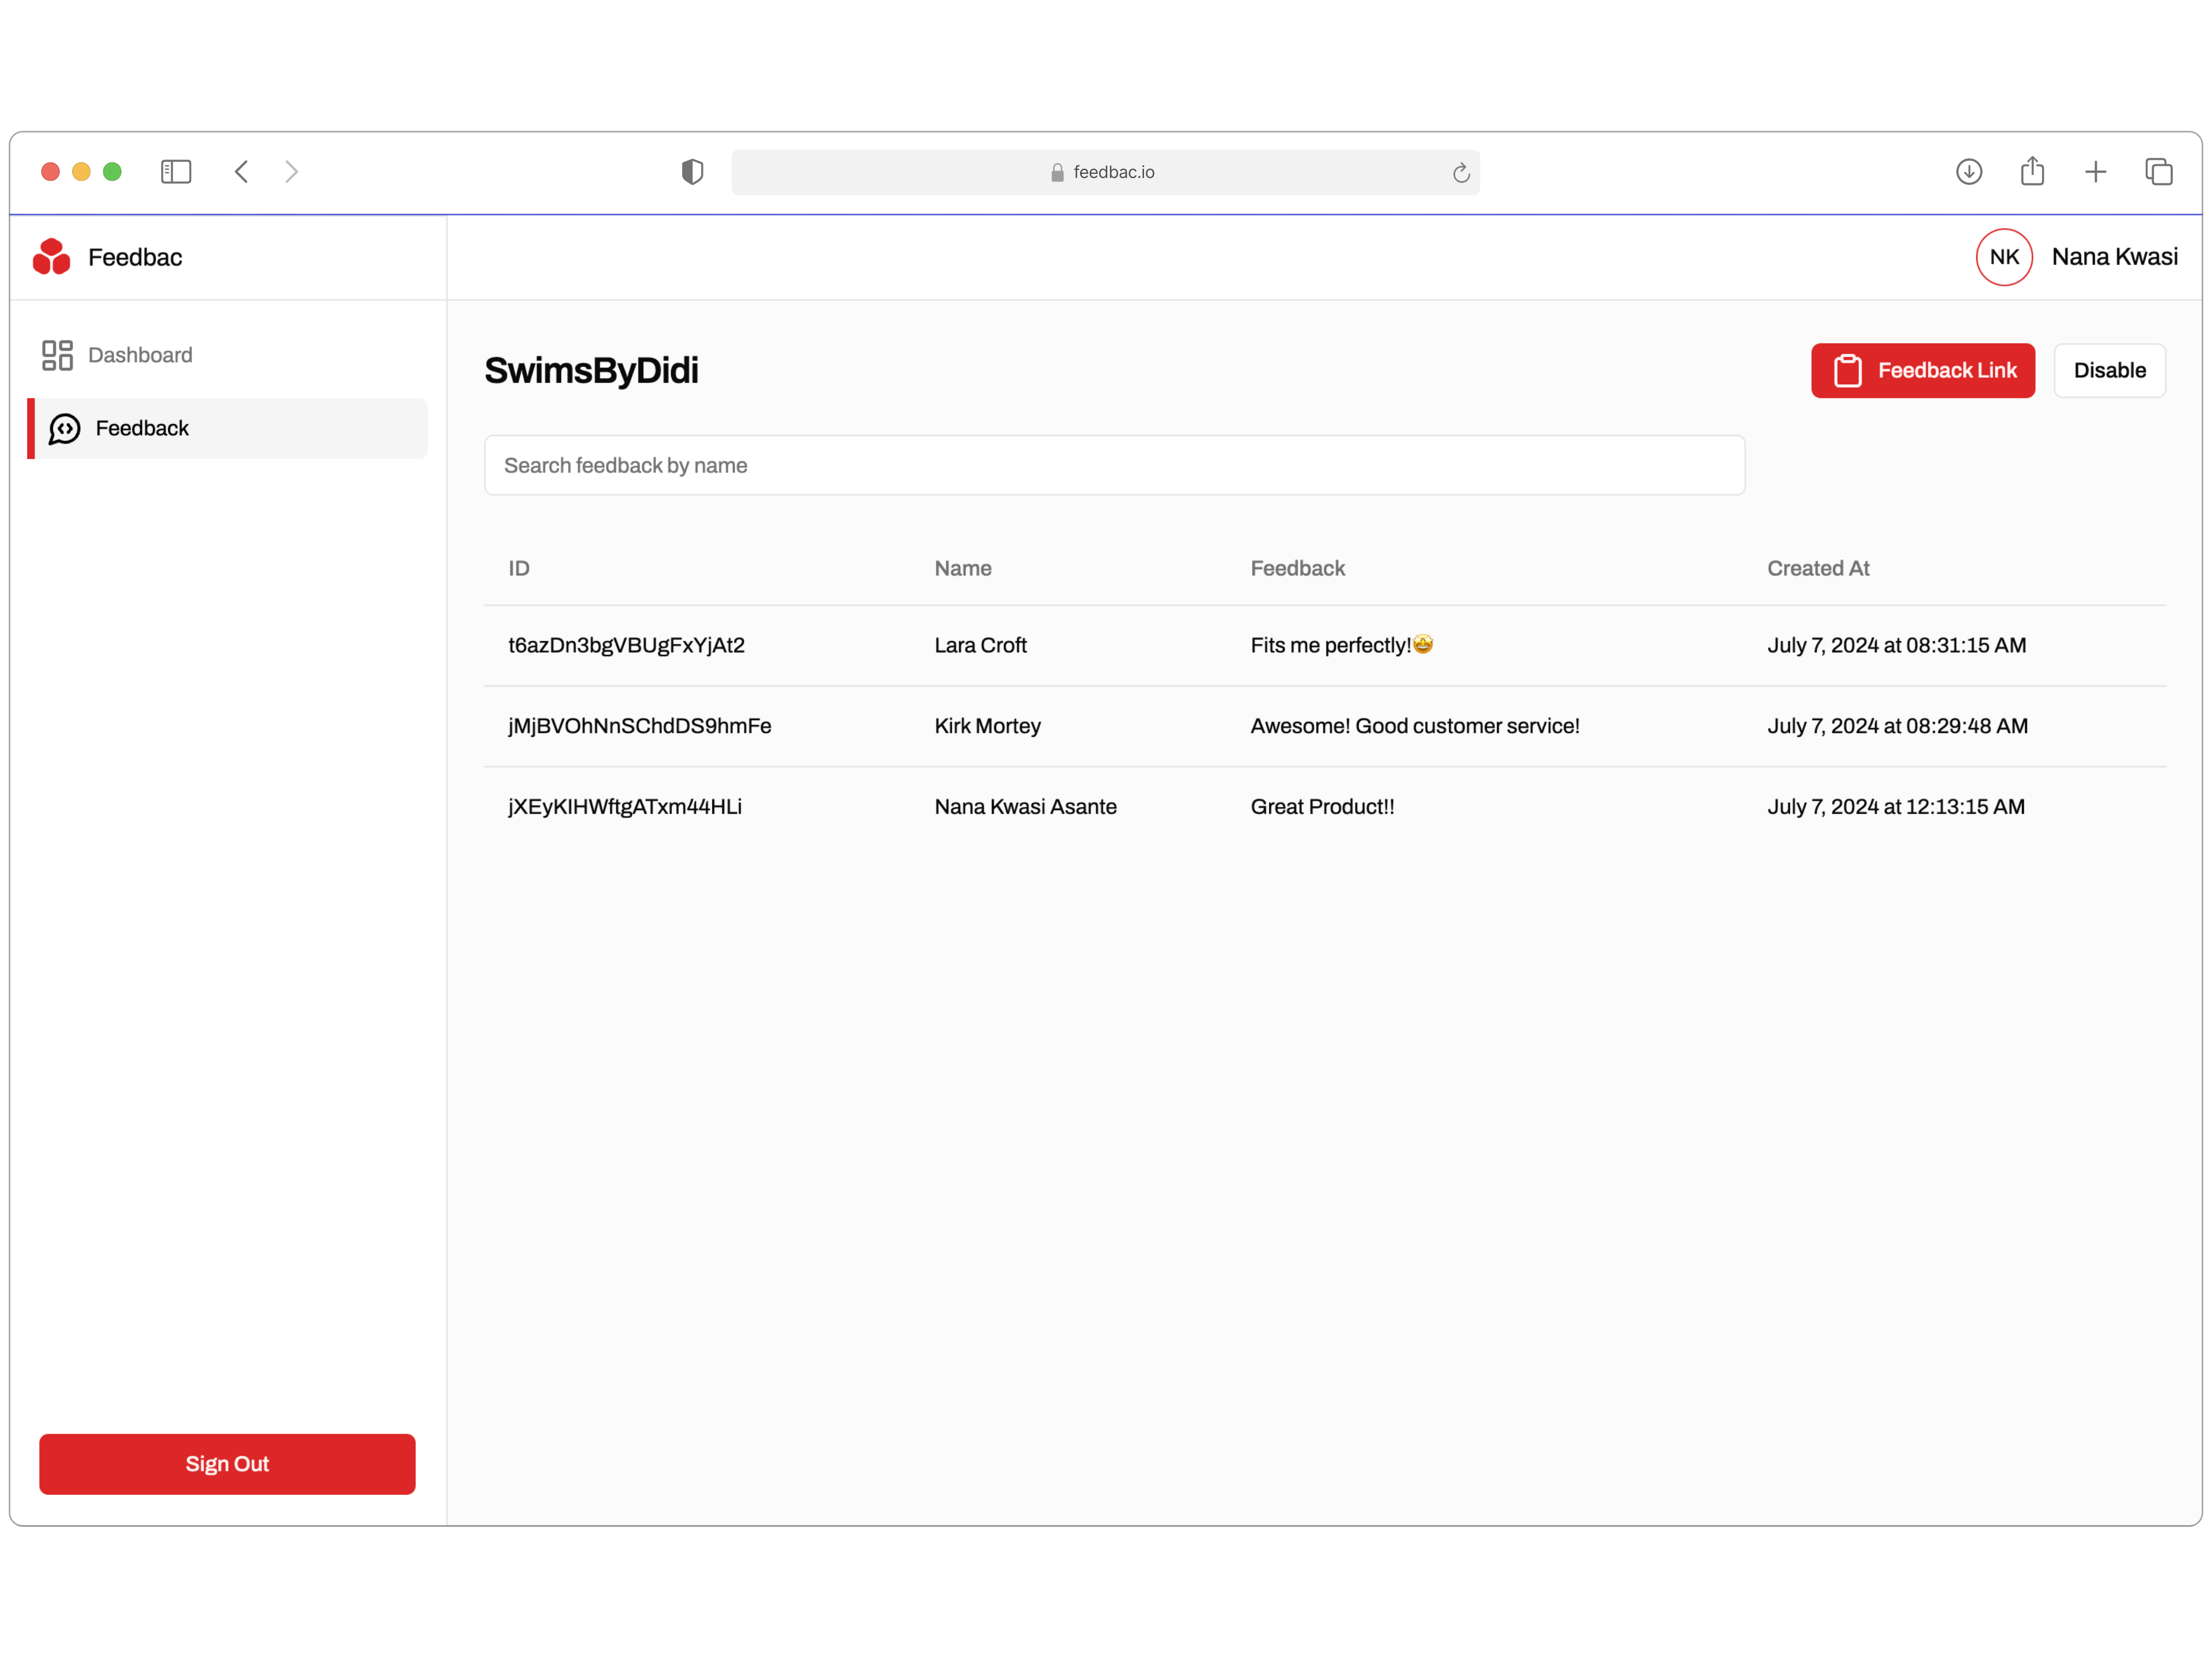 feedbac.io
Feedbac
NK Nana Kwasi
Dashboard
Feedback
SwimsByDidi
Feedback Link
Disable
Search feedback by name
ID Name Feedback Created At
t6azDn3bgVBUgFxYjAt2 Lara Croft Fits me perfectly!🤩 July 7, 2024 at 08:31:15 AM
jMjBVOhNnSChdDS9hmFe Kirk Mortey Awesome! Good customer service! July 7, 2024 at 08:29:48 AM
jXEyKIHWftgATxm44HLi Nana Kwasi Asante Great Product!! July 7, 2024 at 12:13:15 AM
Sign Out